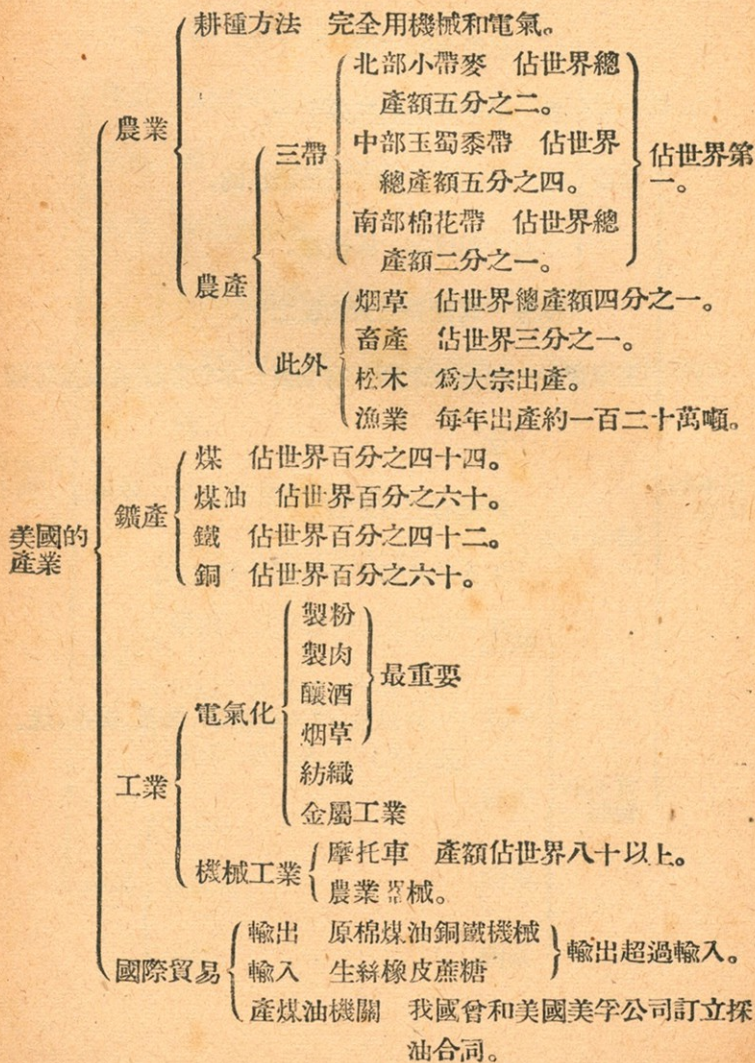 美國的
產業
農業
耕種方法　完全用機械和電氣。
農產
三帶
北部小帶麥　佔世界總
產額五分之二。
中部玉蜀黍帶　佔世界
總產額五分之四。
南部棉花帶　佔世界總
產額二分之一。
佔世界第
一。
此外
烟草　佔世界總產額四分之一。
畜產　佔世界三分之一。
松木　爲大宗出產。
漁業　每年出產約一百二十萬噸。
鑛產
煤　佔世界百分之四十四。
煤油　佔世界百分之六十。
鐵　佔世界百分之四十二。
銅　佔世界百分之六十。
工業
電氣化
製粉
製肉
釀酒
烟草
最重要
紡織
金屬工業
機械工業
摩托車　產額佔世界八十以上。
農業器械。
國際貿易
輸出　原棉煤油銅鐵機械
輸入　生絲橡皮蔗糖
輸出超過輸入。
產煤油機關　我國曾和美國美孚公司訂立採
油合同。